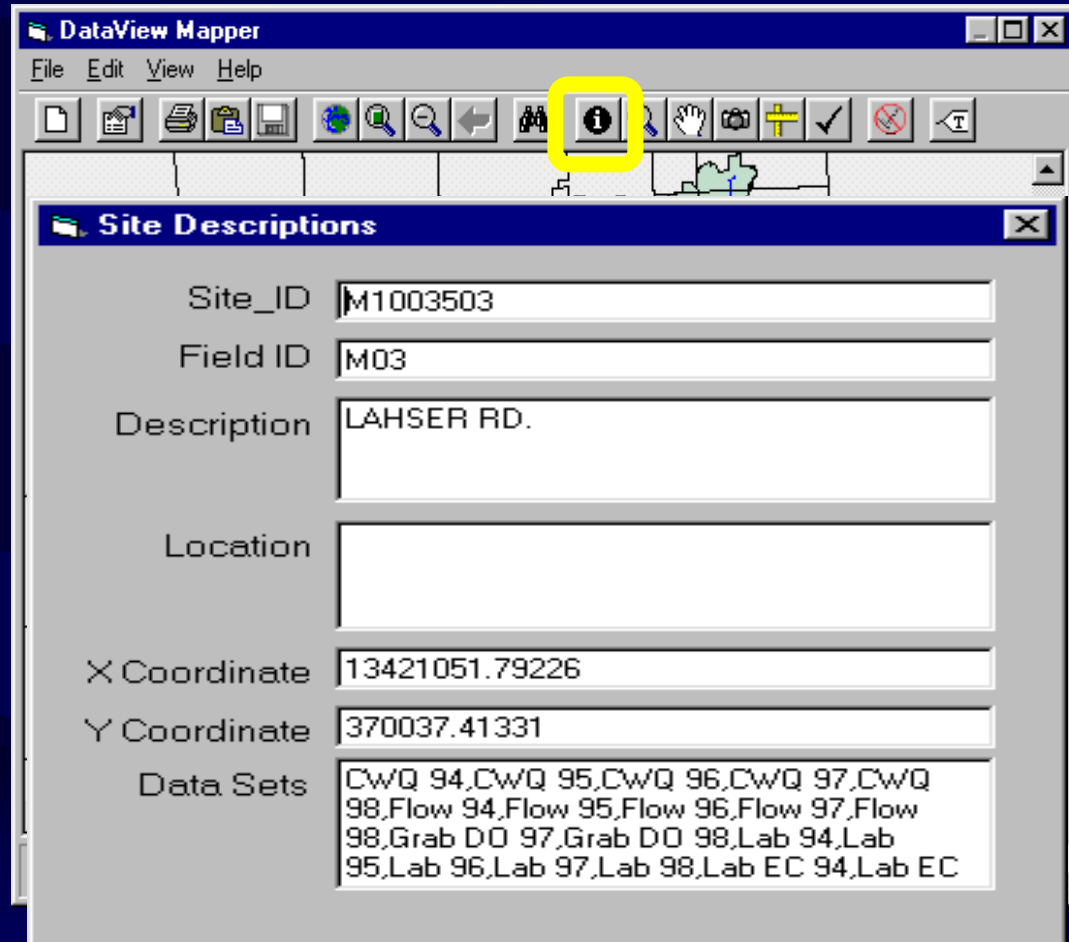 DataView Mapper
File Edit View Help
Site Descriptions
Site_ID M1003503
Field ID M03
Description LAHSER RD.
Location
X Coordinate 13421051.79226
Y Coordinate 370037.41331
Data Sets CWQ 94,CWQ 95,CWQ 96,CWQ 97,CWQ
98,Flow 94,Flow 95,Flow 96,Flow 97,Flow
98,Grab DO 97,Grab DO 98,Lab 94,Lab
95,Lab 96,Lab 97,Lab 98,Lab EC 94,Lab EC